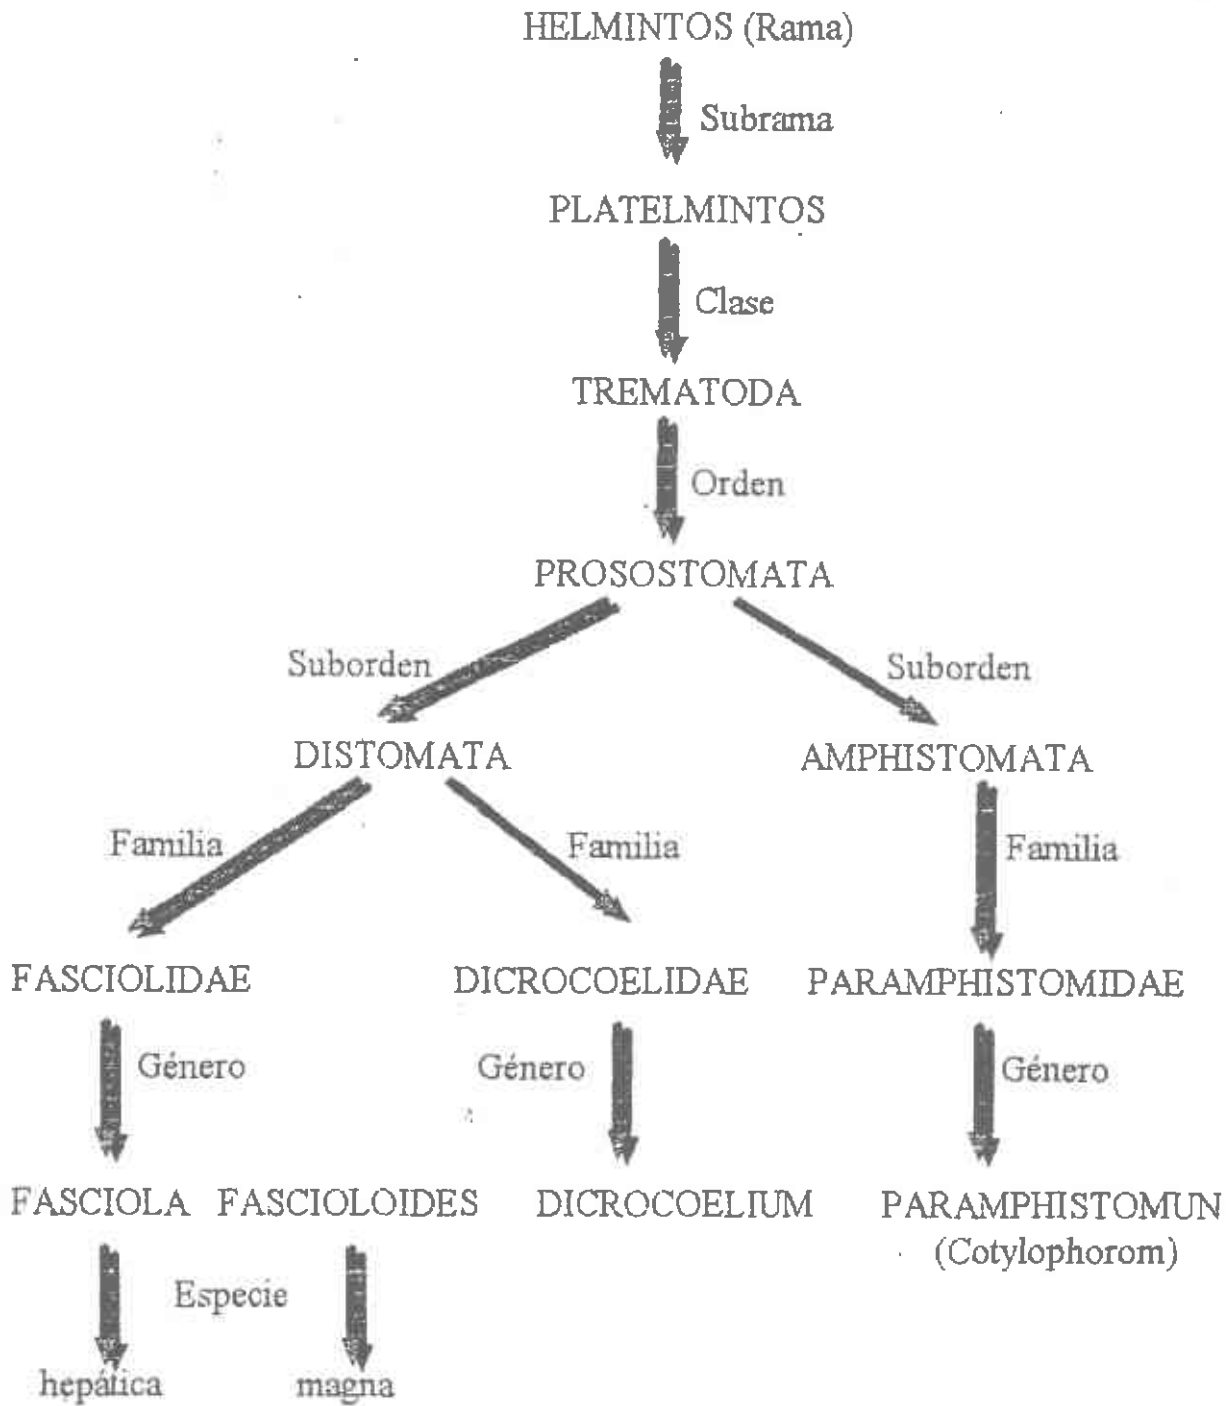 HELMINTOS (Rama)
Subrama
PLATELMINTOS
Clase
TREMATODA
Orden
PROSOSTOMATA
Suborden
Suborden
DISTOMATA
AMPHISTOMATA
Familia
Familia
Familia
FASCIOLIDAE
DICROCOELIDAE
PARAMPHISTOMIDAE
Género
Género
Género
FASCIOLA
FASCIOLOIDES
DICROCOELIUM
PARAMPHISTOMUN
(Cotylophorom)
Especie
hepática
magna